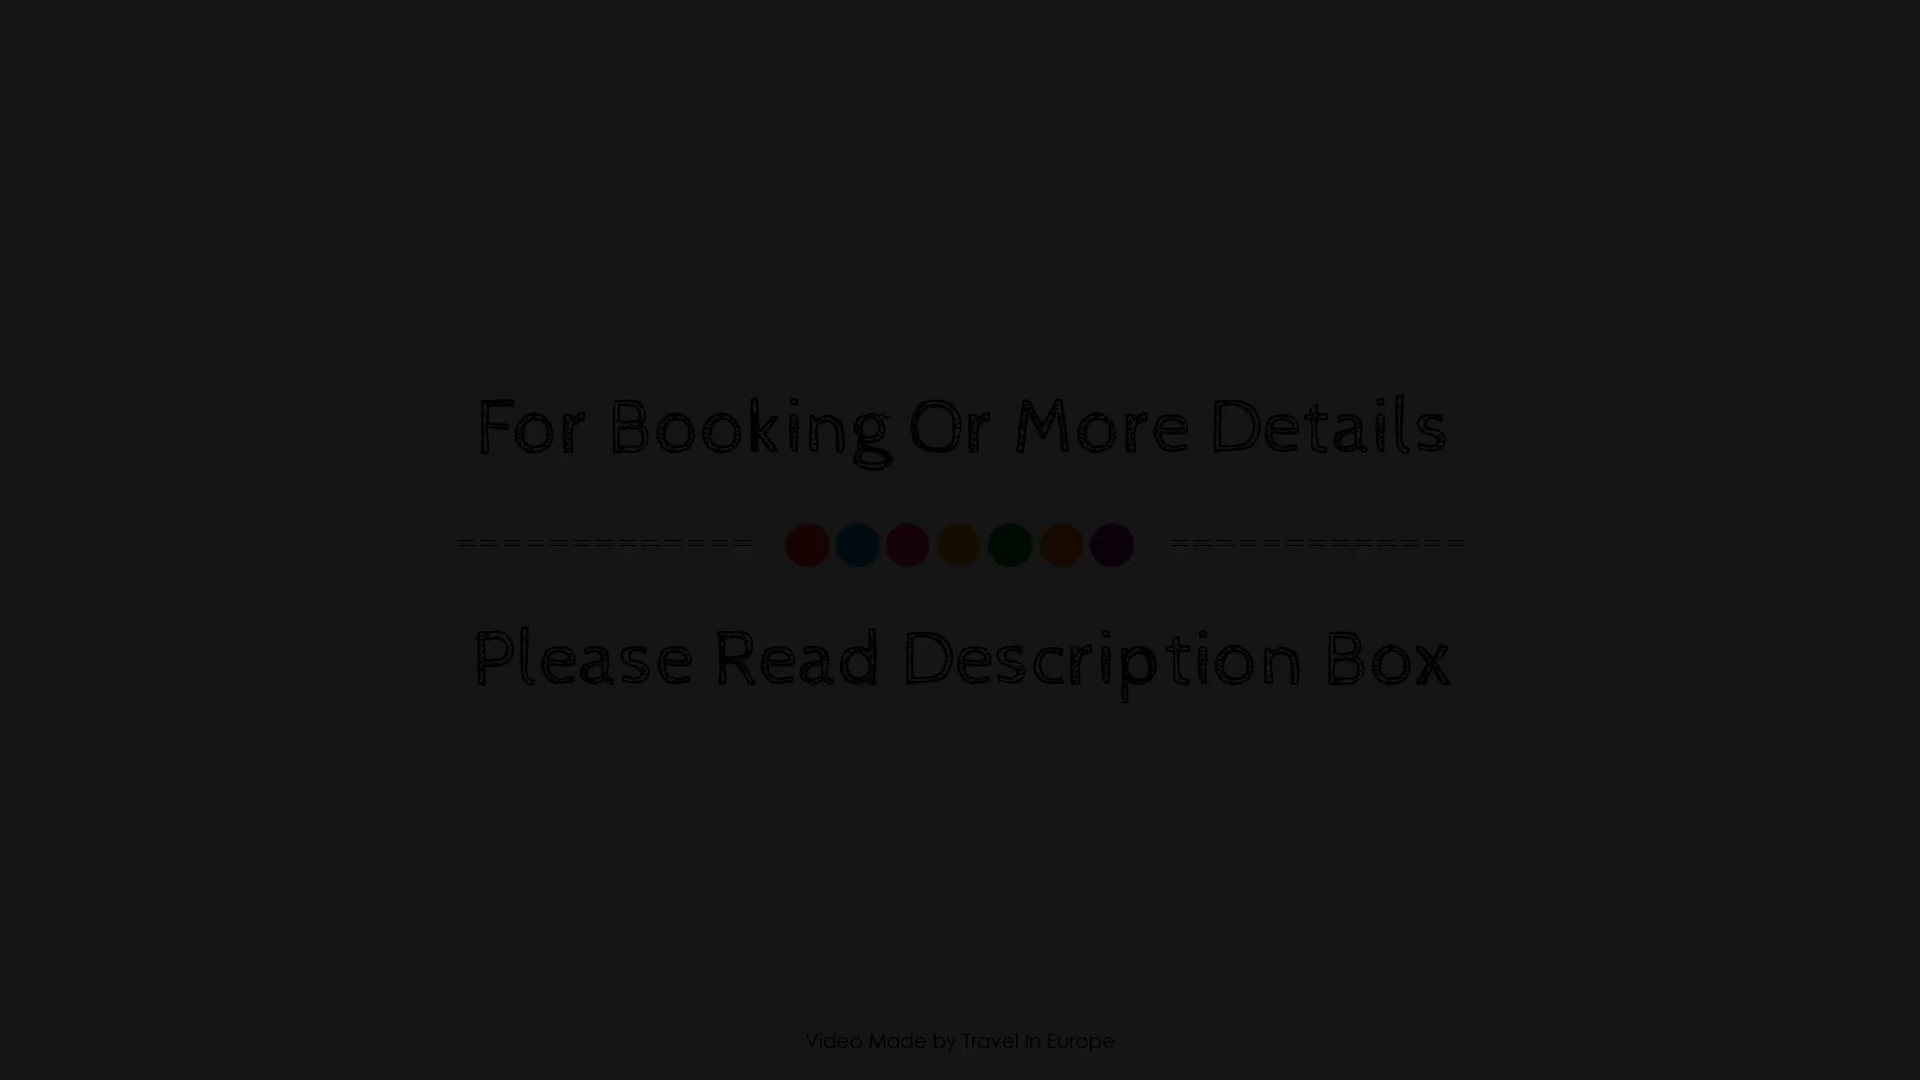 For Booking Or More Details
============= =============
Please Read Description Box
Video Made by Travel In Europe